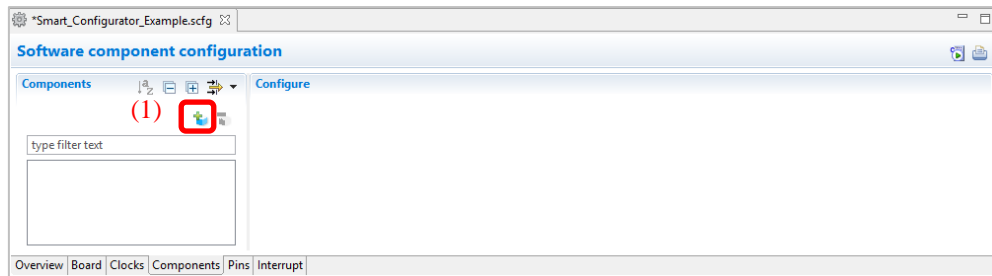 *Smart_Configurator_Example.scfg
Software component configuration
Components
Configure
(1)
type filter text
Overview Board Clocks Components Pins Interrupt